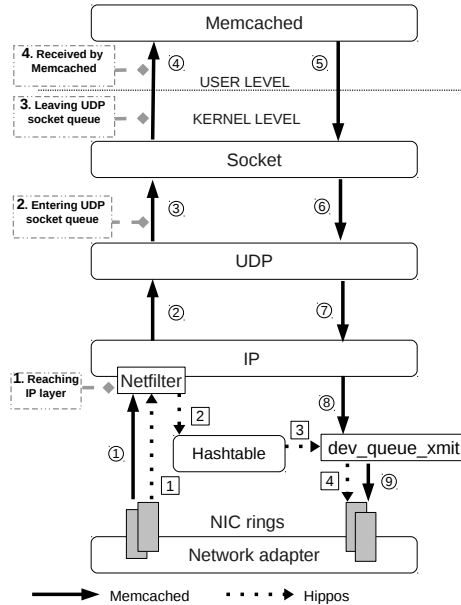 Memcached
4. Received by
Memcached
④
⑤
USER LEVEL
3. Leaving UDP
socket queue
KERNEL LEVEL
Socket
2. Entering UDP
socket queue
③
⑥
UDP
②
⑦
IP
1. Reaching
IP layer
Netfilter
⑧
2
①
Hashtable
3
dev_queue_xmit
1
4
⑨
NIC rings
Network adapter
Memcached
Hippos